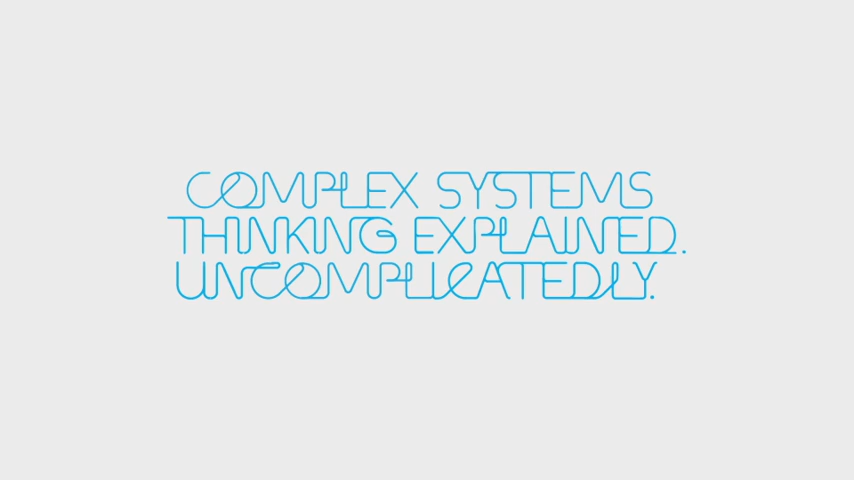 COMPLEX SYSTEMS
THINKING EXPLAINED.
UNCOMPLICATEDLY.